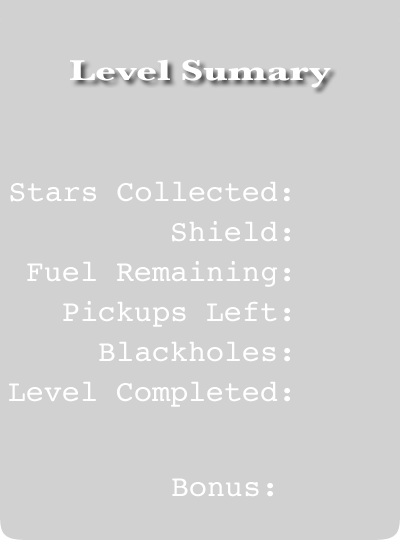 Level Sumary
Stars Collected:
Shield:
Fuel Remaining:
Pickups Left:
Blackholes:
Level Completed:
Bonus: